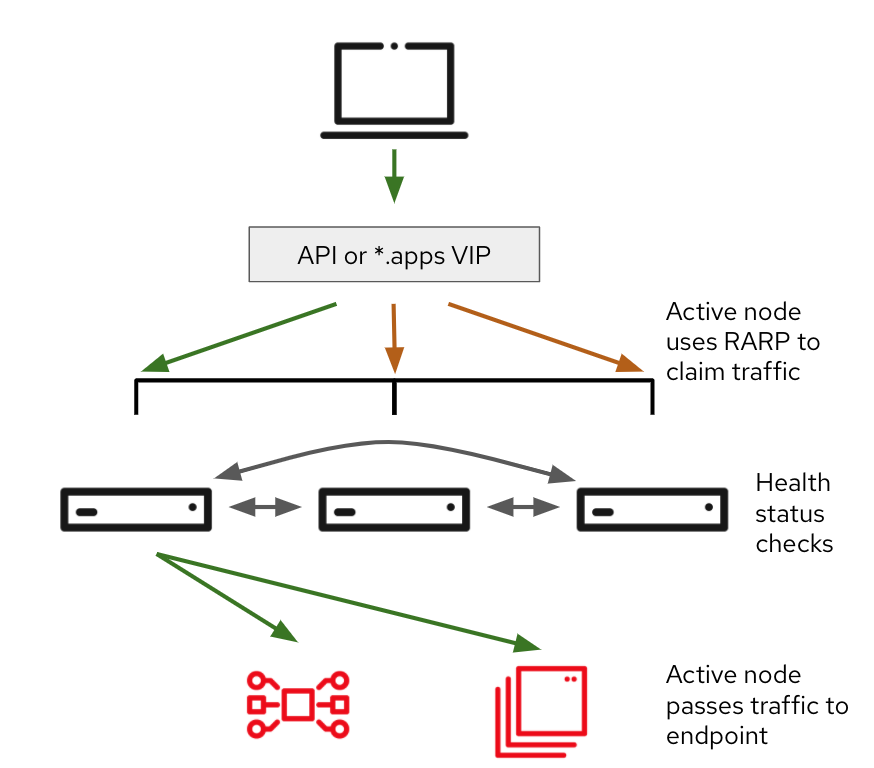 API or *.apps VIP
Active node
uses RARP to
claim traffic
Health
status
checks
Active node
passes traffic to
endpoint